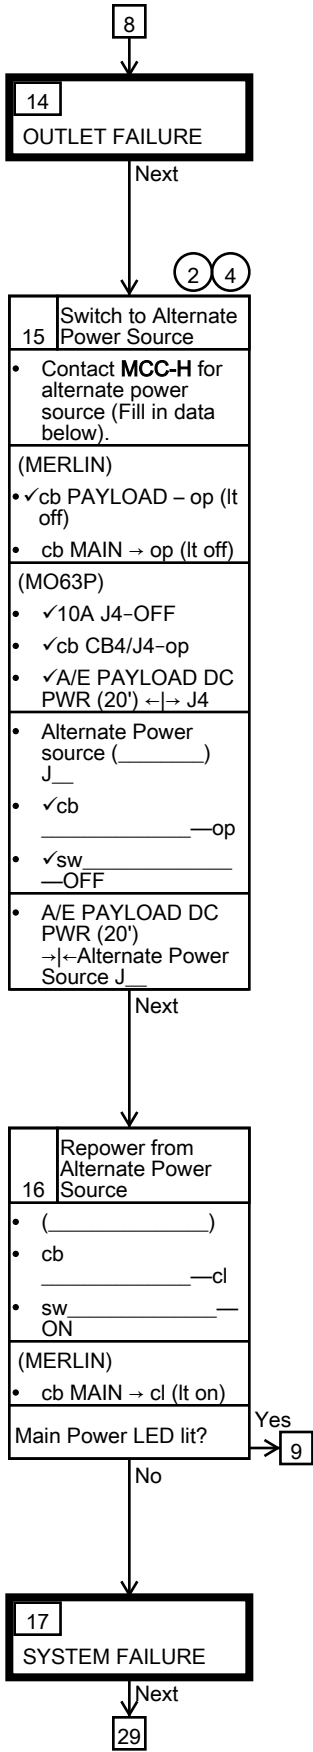 8
14
OUTLET FAILURE
Next
2 4
15 Switch to Alternate
Power Source
• Contact MCC-H for
alternate power
source (Fill in data
below).
(MERLIN)
• ✓cb PAYLOAD – op (lt
off)
• cb MAIN → op (lt off)
(MO63P)
• ✓10A J4–OFF
• ✓cb CB4/J4–op
• ✓A/E PAYLOAD DC
PWR (20') ←|→ J4
• Alternate Power
source (________)
J__
• ✓cb
______________—op
• ✓sw______________
—OFF
• A/E PAYLOAD DC
PWR (20')
→|←Alternate Power
Source J__
Next
16 Repower from
Alternate Power
Source
• (_______________)
• cb
______________—cl
• sw______________—
ON
(MERLIN)
• cb MAIN → cl (lt on)
Main Power LED lit?
Yes
9
No
17
SYSTEM FAILURE
Next
29